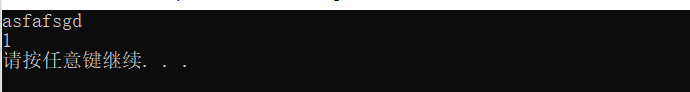 asfafsgd
1
请按任意键继续. . .